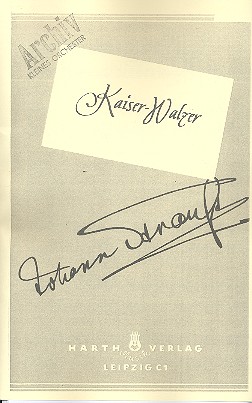 Archiv
KLEINES ORCHESTER
Kaiser-Walzer
Johann Strauß
HARTH VERLAG
LEIPZIG C1